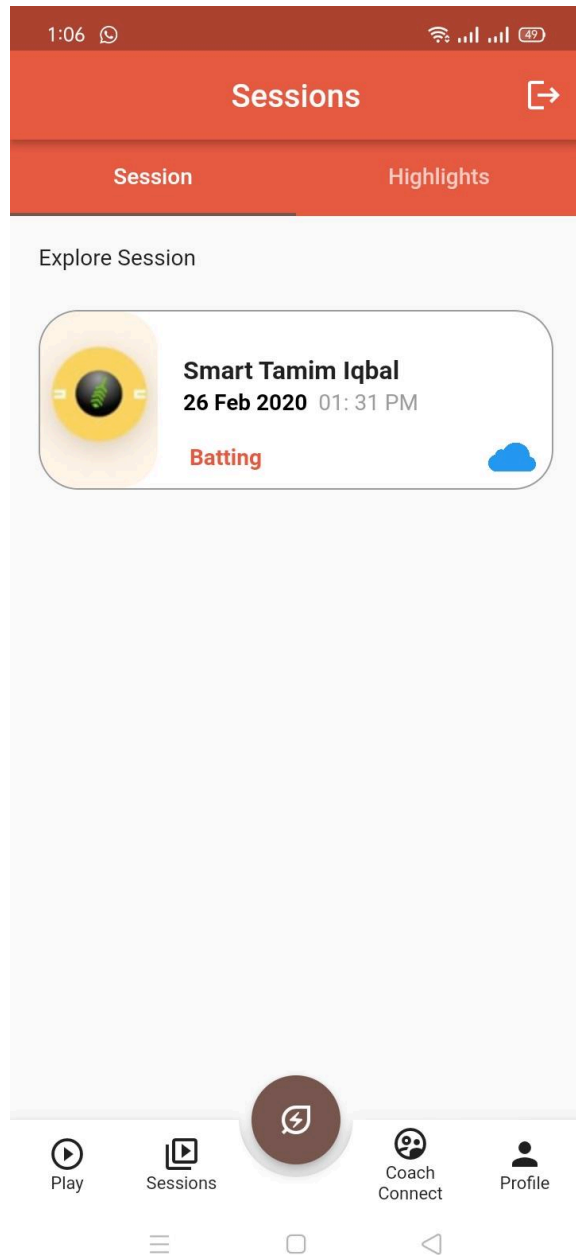 1:06 49
Sessions
Session Highlights
Explore Session
Smart Tamim Iqbal
26 Feb 2020 01: 31 PM
Batting
Play Sessions Coach Connect Profile